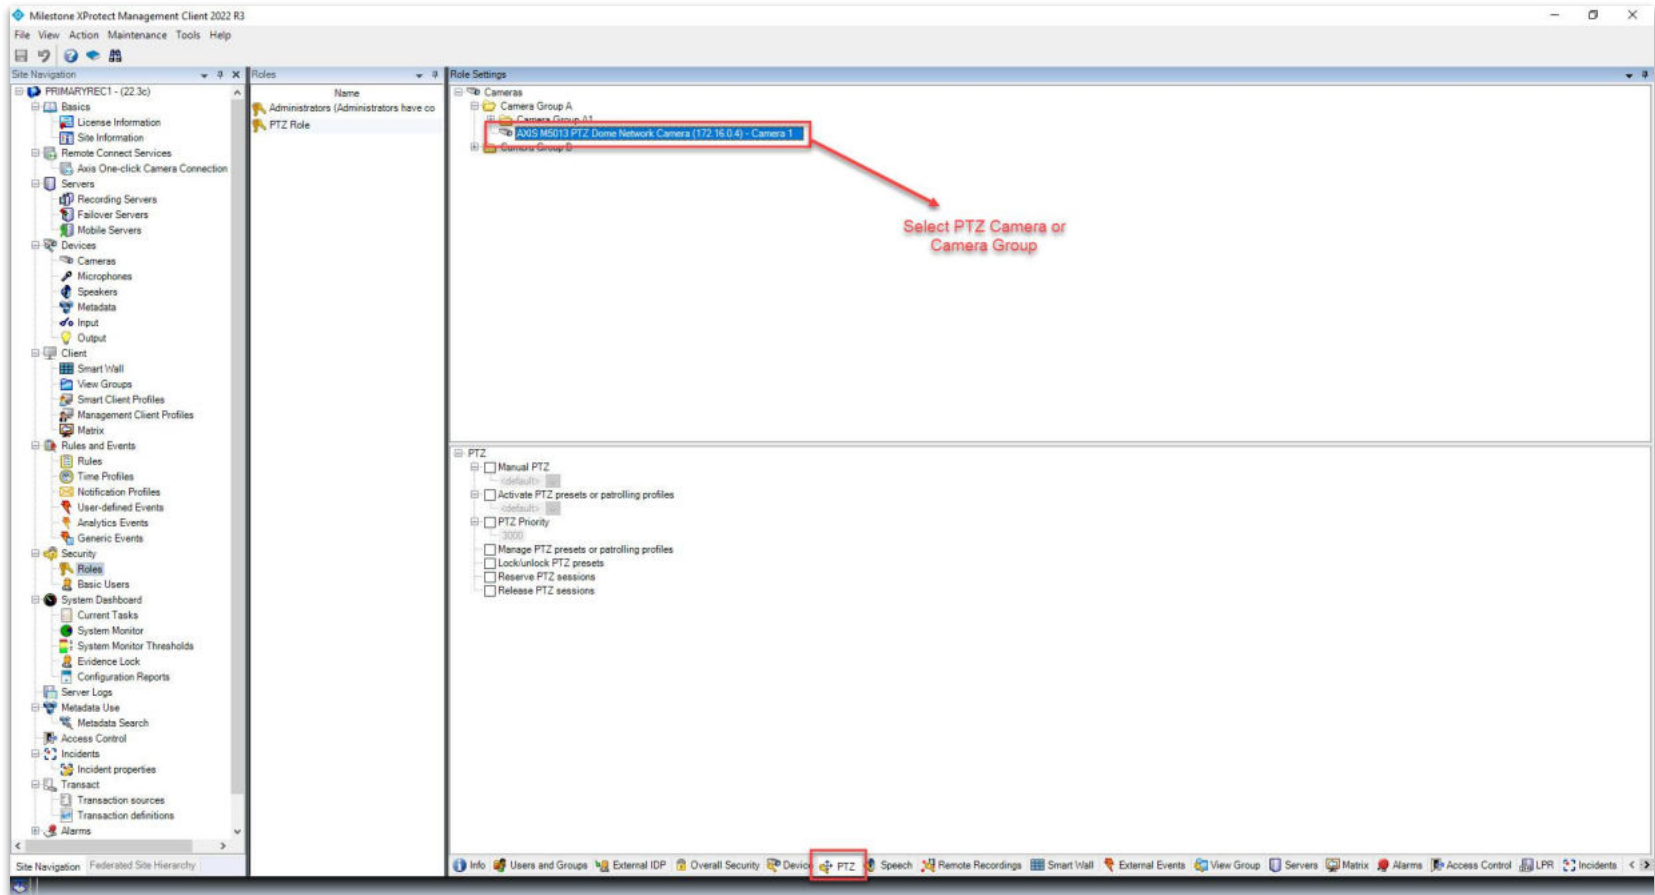 Milestone XProtect Management Client 2022 R3
File View Action Maintenance Tools Help
Site Navigation
PRIMARYREC1 - (22.3c)
Basics
License Information
Site Information
Remote Connect Services
Axis One-click Camera Connection
Servers
Recording Servers
Failover Servers
Mobile Servers
Devices
Cameras
Microphones
Speakers
Metadata
Input
Output
Client
Smart Wall
View Groups
Smart Client Profiles
Management Client Profiles
Matrix
Rules and Events
Rules
Time Profiles
Notification Profiles
User-defined Events
Analytics Events
Generic Events
Security
Roles
Basic Users
System Dashboard
Current Tasks
System Monitor
System Monitor Thresholds
Evidence Lock
Configuration Reports
Server Logs
Metadata Use
Metadata Search
Access Control
Incidents
Incident properties
Transact
Transaction sources
Transaction definitions
Alarms
Site Navigation Federated Site Hierarchy
Roles
Name
Administrators (Administrators have co
PTZ Role
Role Settings
Cameras
Camera Group A
Camera Group A1
AXIS M5013 PTZ Dome Network Camera (172.16.0.4) - Camera 1
Camera Group B
Select PTZ Camera or
Camera Group
PTZ
Manual PTZ
<default>
Activate PTZ presets or patrolling profiles
<default>
PTZ Priority
3000
Manage PTZ presets or patrolling profiles
Lock/unlock PTZ presets
Reserve PTZ sessions
Release PTZ sessions
Info Users and Groups External IDP Overall Security Device PTZ Speech Remote Recordings Smart Wall External Events View Group Servers Matrix Alarms Access Control LPR Incidents